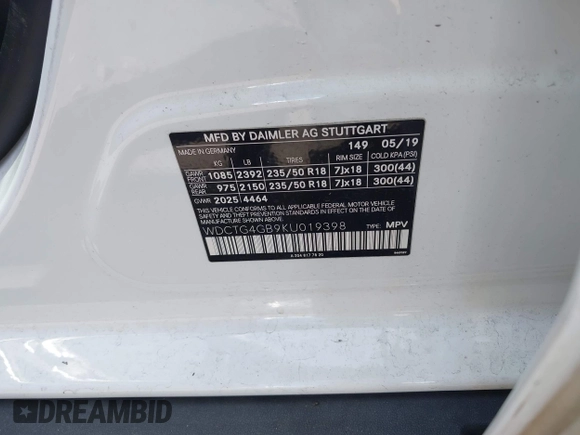 MFD BY DAIMLER AG STUTTGART
MADE IN GERMANY 149 05/19
KG LB TIRES RIM SIZE COLD KPA (PSI)
GAWR FRONT 1085 2392 235/50 R18 7Jx18 300(44)
GAWR REAR 975 2150 235/50 R18 7Jx18 300(44)
GVWR 2025 4464
THIS VEHICLE CONFORMS TO ALL APPLICABLE FEDERAL MOTOR
VEHICLE SAFETY, BUMPER, AND THEFT PREVENTION STANDARDS IN EFFECT
ON THE DATE OF MANUFACTURE SHOWN ABOVE.
WDCTG4GB9KU019398 TYPE: MPV
DREAMBID